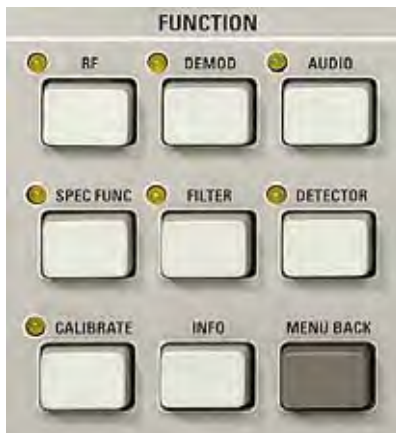 FUNCTION
RF DEMOD AUDIO
SPEC FUNC FILTER DETECTOR
CALIBRATE INFO MENU BACK